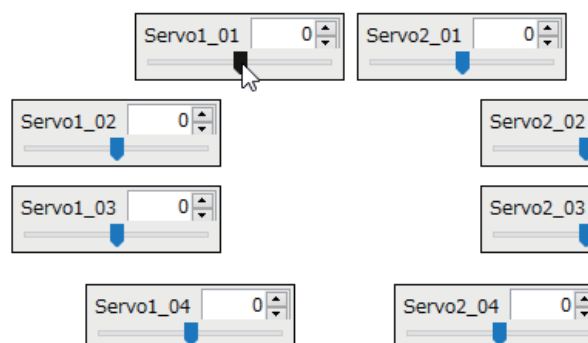 Servo1_01 0 Servo2_01 0
Servo1_02 0 Servo2_02
Servo1_03 0 Servo2_03
Servo1_04 0 Servo2_04 0